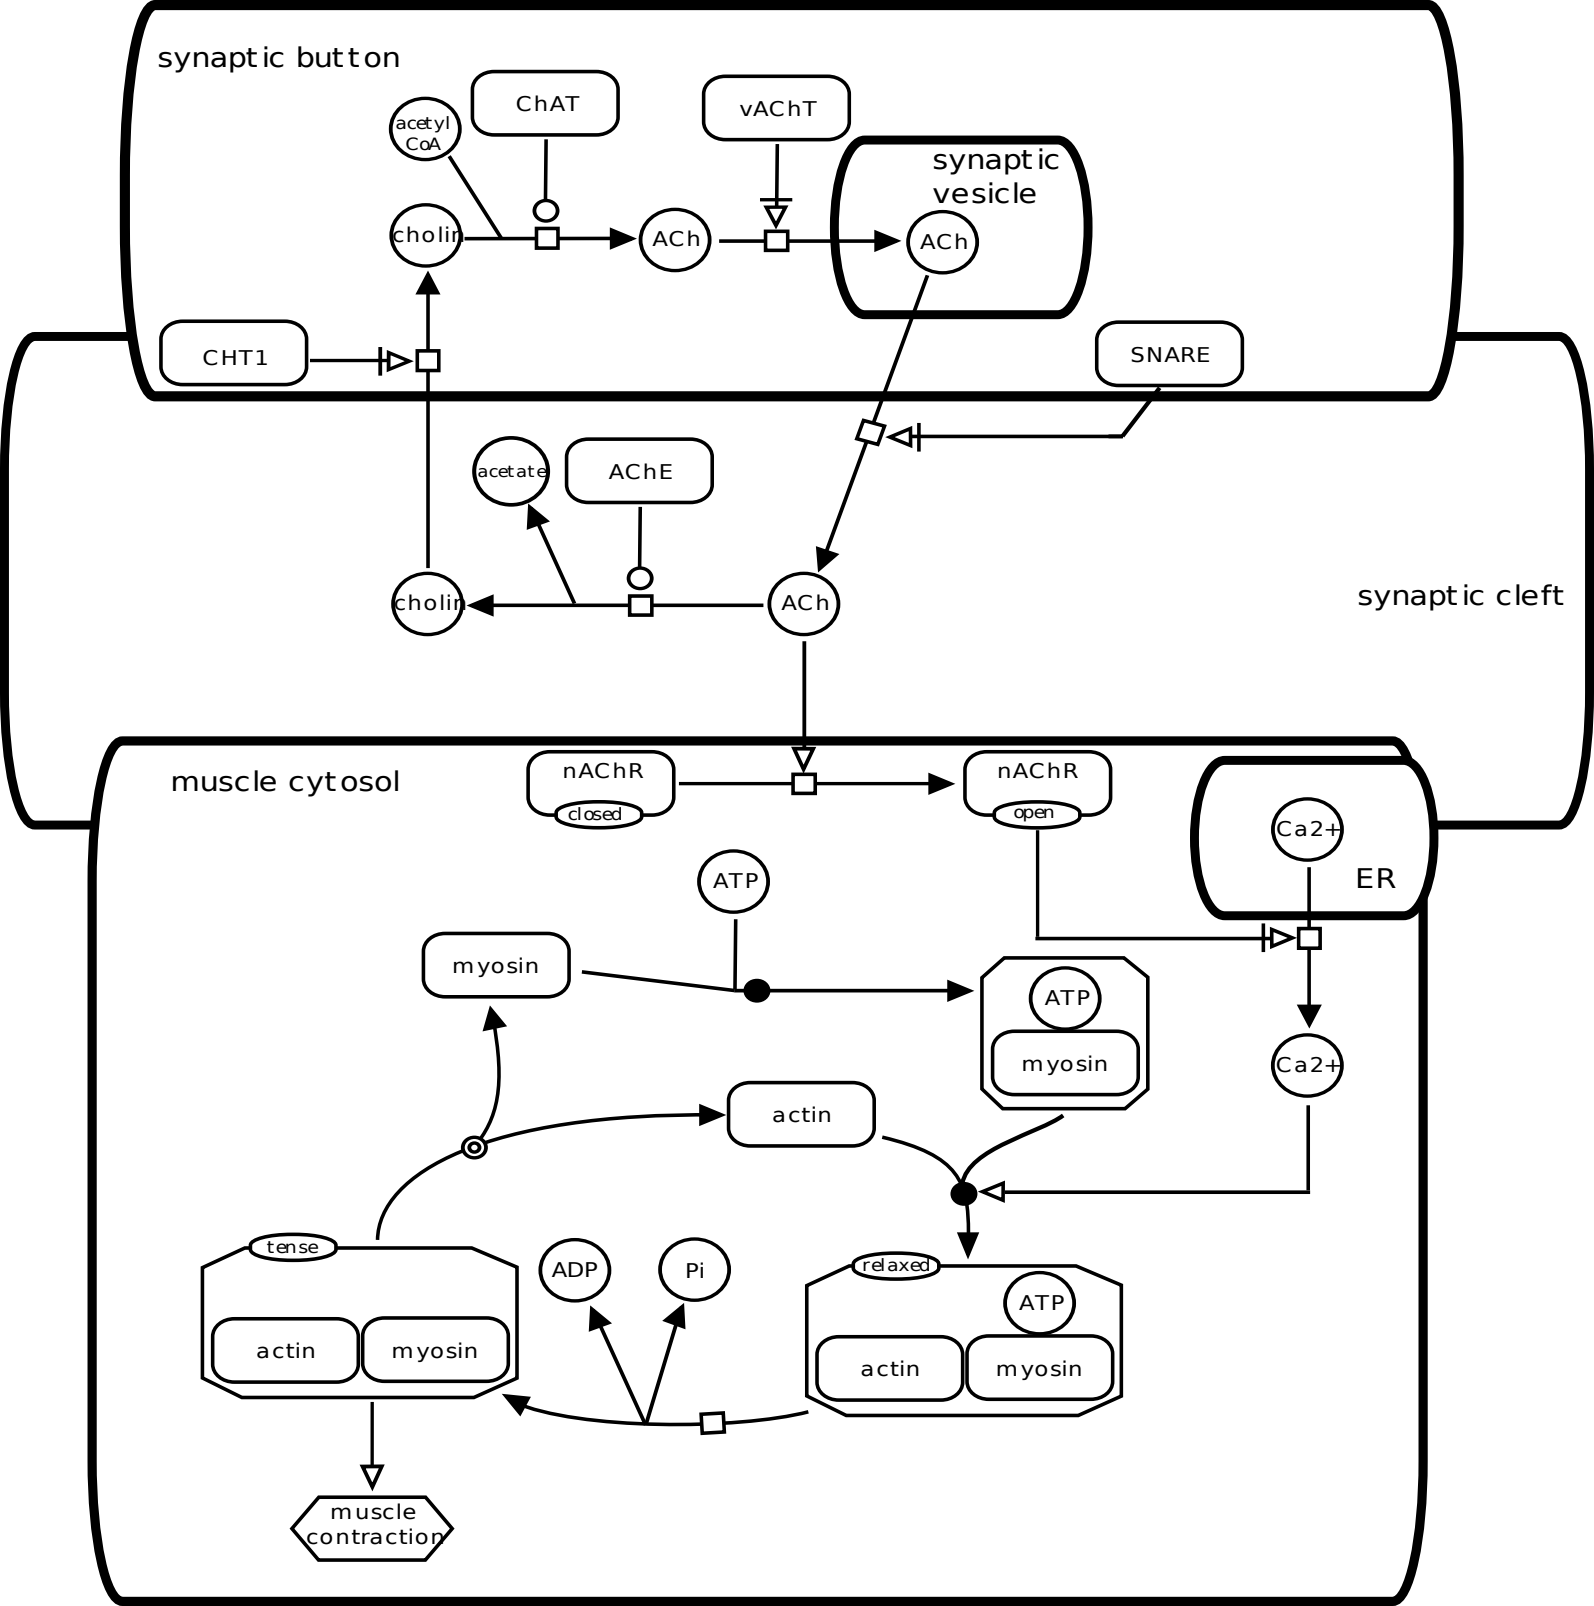 synaptic button
ChAT
vAChT
acetyl
CoA
synaptic
vesicle
cholin
ACh
ACh
CHT1
SNARE
acetate
AChE
cholin
ACh
synaptic cleft
muscle cytosol
nAChR
closed
nAChR
open
Ca2+
ER
ATP
myosin
ATP
myosin
Ca2+
actin
tense
actin
myosin
ADP
Pi
relaxed
ATP
actin
myosin
muscle
contraction